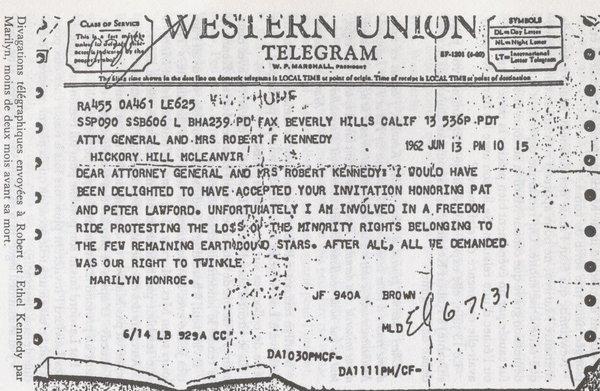 CLASS OF SERVICE
This is a fast message
unless its deferred char-
acter is indicated by the
proper symbol.
WESTERN UNION
TELEGRAM
W. P. MARSHALL, PRESIDENT
SF-1201 (4-60)
SYMBOLS
DL=Day Letter
NL=Night Letter
LT=International Letter Telegram
The filing time shown in the date line on domestic telegrams is LOCAL TIME at point of origin. Time of receipt is LOCAL TIME at point of destination
RA455 OA461 LE625
SSP090 SSB606 L BHA239 PD FAX BEVERLY HILLS CALIF 13 536P PDT
ATTY GENERAL AND MRS ROBERT F KENNEDY
1962 JUN 13 PM 10 15
HICKORY HILL MCLEANVIR
DEAR ATTORNEY GENERAL AND MRS ROBERT KENNEDY: I WOULD HAVE
BEEN DELIGHTED TO HAVE ACCEPTED YOUR INVITATION HONORING PAT
AND PETER LAWFORD. UNFORTUNATELY I AM INVOLVED IN A FREEDOM
RIDE PROTESTING THE LOSS OF THE MINORITY RIGHTS BELONGING TO
THE FEW REMAINING EARTHBOUND STARS. AFTER ALL, ALL WE DEMANDED
WAS OUR RIGHT TO TWINKLE
MARILYN MONROE.
JF 940A BROWN
MLD
67131
6/14 LB 929A CC
DA1030PMCF-
DA1111PM/CF-
Divagations télégraphiques envoyées à Robert et Ethel Kennedy par
Marilyn, moins de deux mois avant sa mort.